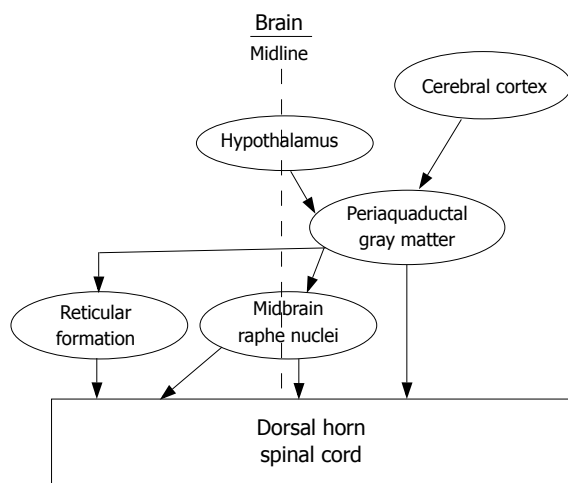 Brain
Midline
Cerebral cortex
Hypothalamus
Periaquaductal
gray matter
Reticular
formation
Midbrain
raphe nuclei
Dorsal horn
spinal cord